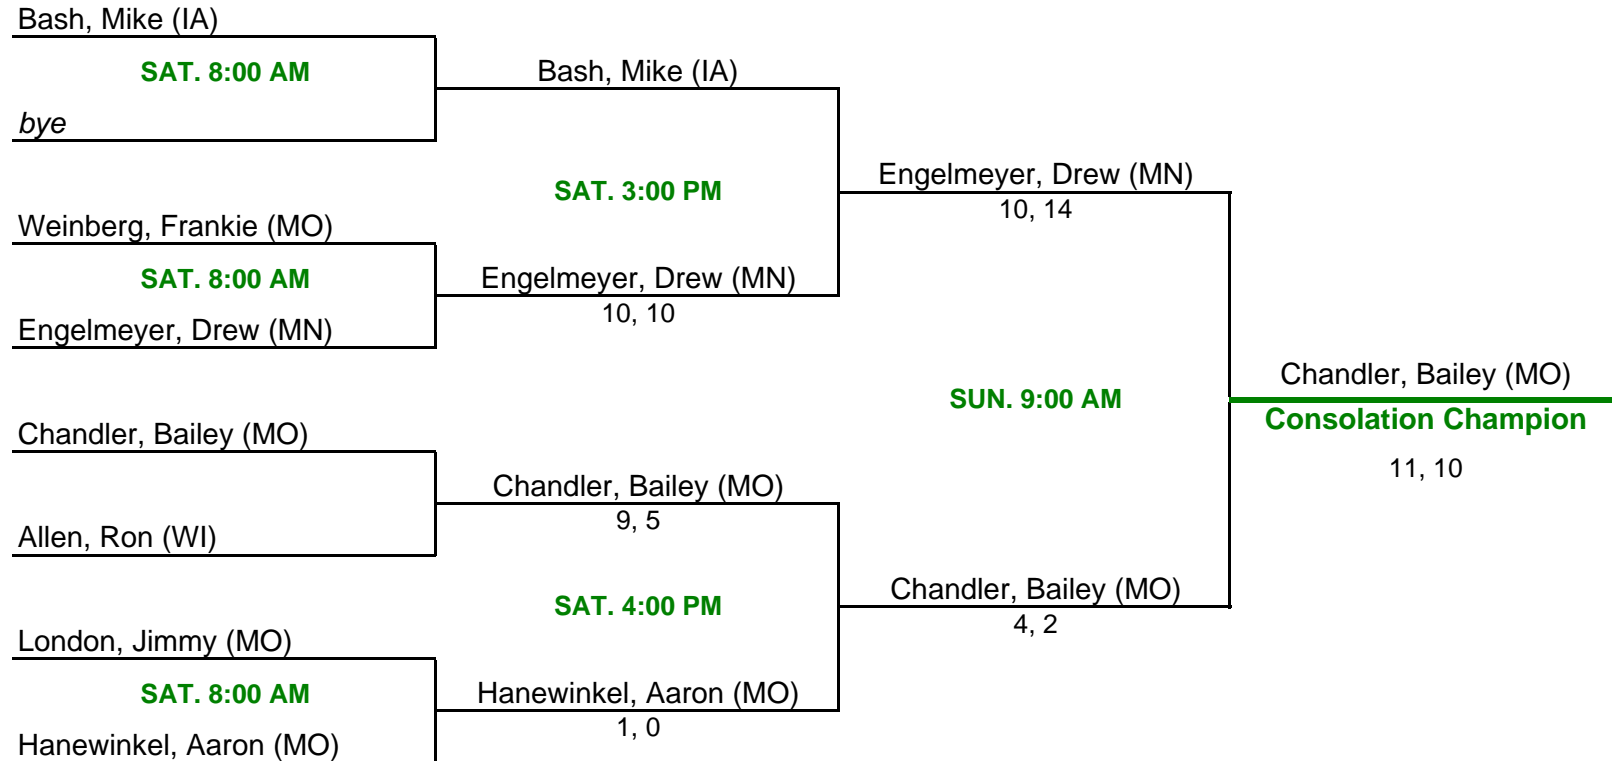 Bash, Mike (IA)
SAT. 8:00 AM
Bash, Mike (IA)
bye
Engelmeyer, Drew (MN)
SAT. 3:00 PM
10, 14
Weinberg, Frankie (MO)
SAT. 8:00 AM
Engelmeyer, Drew (MN)
10, 10
Engelmeyer, Drew (MN)
Chandler, Bailey (MO)
SUN. 9:00 AM
Consolation Champion
11, 10
Chandler, Bailey (MO)
Chandler, Bailey (MO)
9, 5
Allen, Ron (WI)
Chandler, Bailey (MO)
SAT. 4:00 PM
4, 2
London, Jimmy (MO)
SAT. 8:00 AM
Hanewinkel, Aaron (MO)
1, 0
Hanewinkel, Aaron (MO)